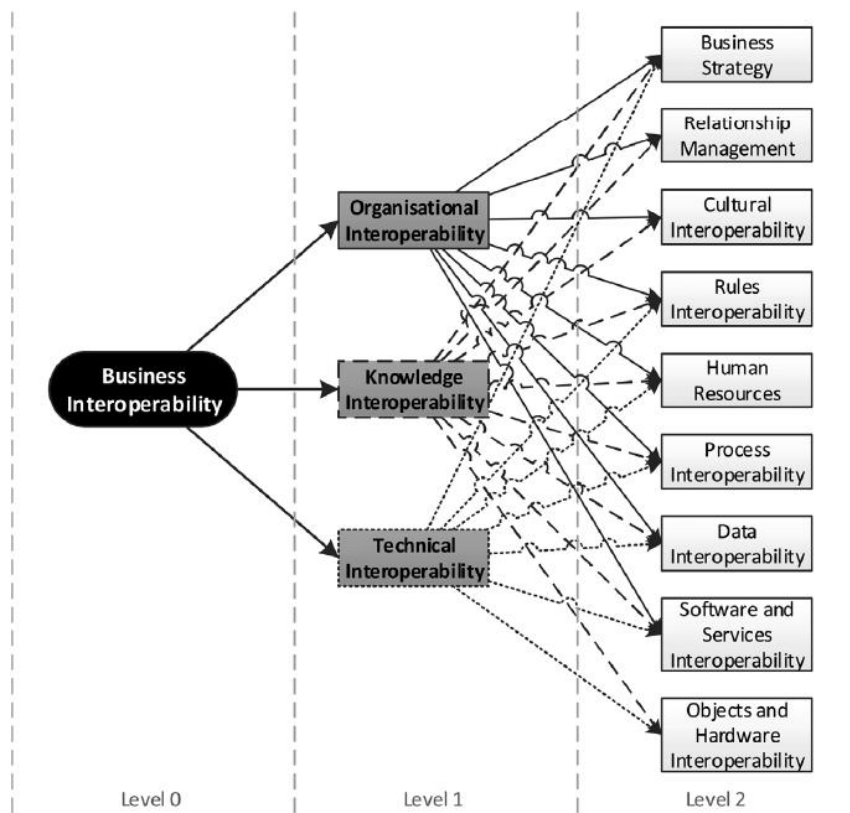 Business
Strategy
Relationship
Management
Organisational
Interoperability
Cultural
Interoperability
Rules
Interoperability
Business
Interoperability
Knowledge
Interoperability
Human
Resources
Process
Interoperability
Technical
Interoperability
Data
Interoperability
Software and
Services
Interoperability
Objects and
Hardware
Interoperability
Level 0
Level 1
Level 2